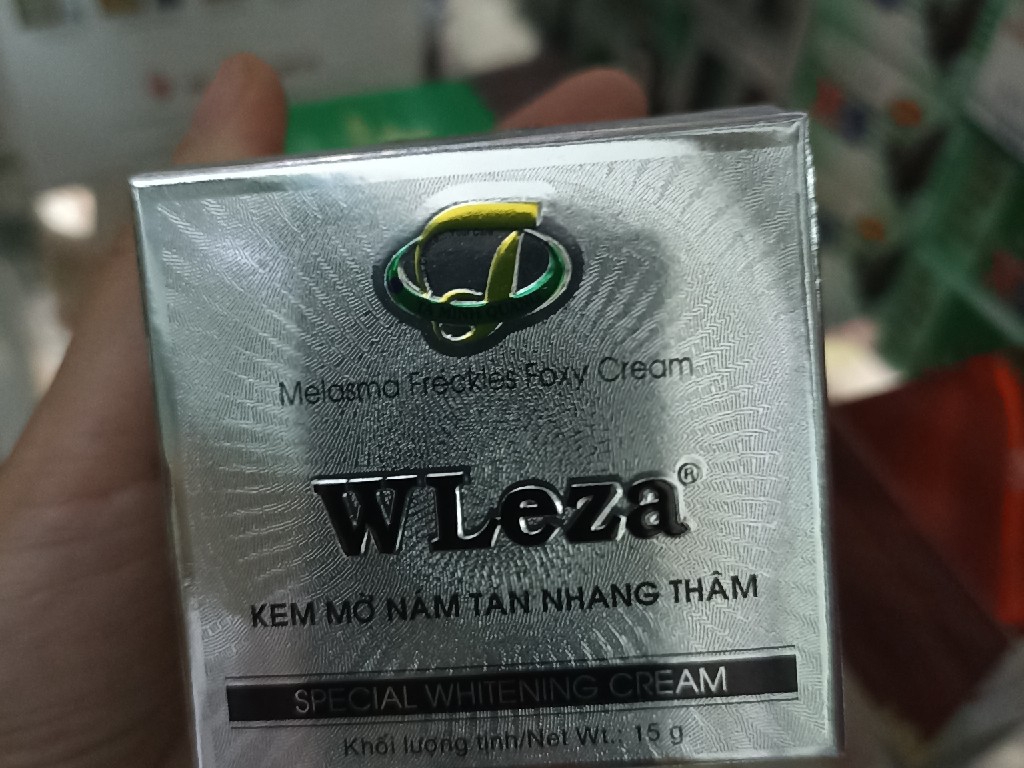 Melasma Freckles Foxy Cream
WLeza®
KEM MỜ NÁM TÀN NHANG THÂM
SPECIAL WHITENING CREAM
Khối lượng tịnh/Net Wt.: 15 g